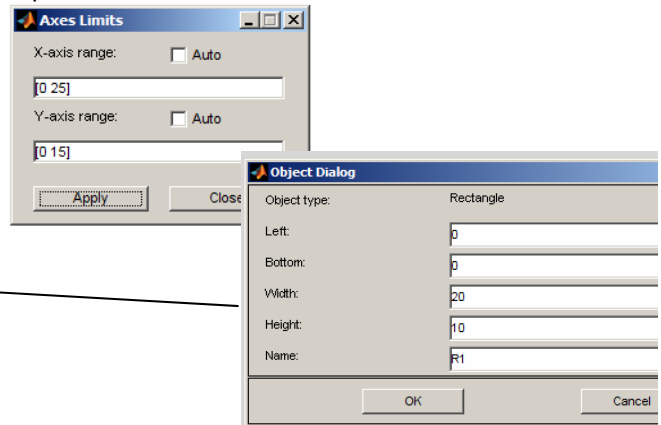 Axes Limits
X-axis range: Auto
[0 25]
Y-axis range: Auto
[0 15]
Apply Close
Object Dialog
Object type: Rectangle
Left: 0
Bottom: 0
Width: 20
Height: 10
Name: R1
OK Cancel